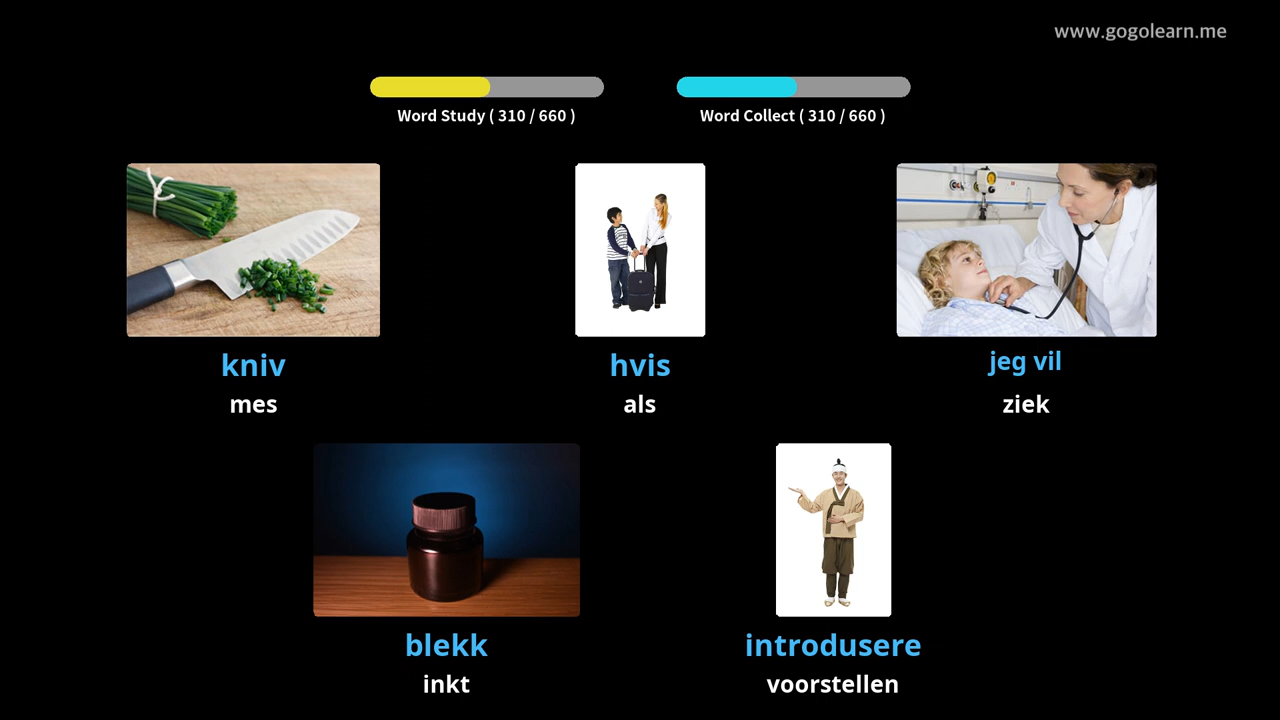 www.gogolearn.me
Word Study ( 310 / 660 )
Word Collect ( 310 / 660 )
kniv
mes
hvis
als
jeg vil
ziek
blekk
inkt
introdusere
voorstellen